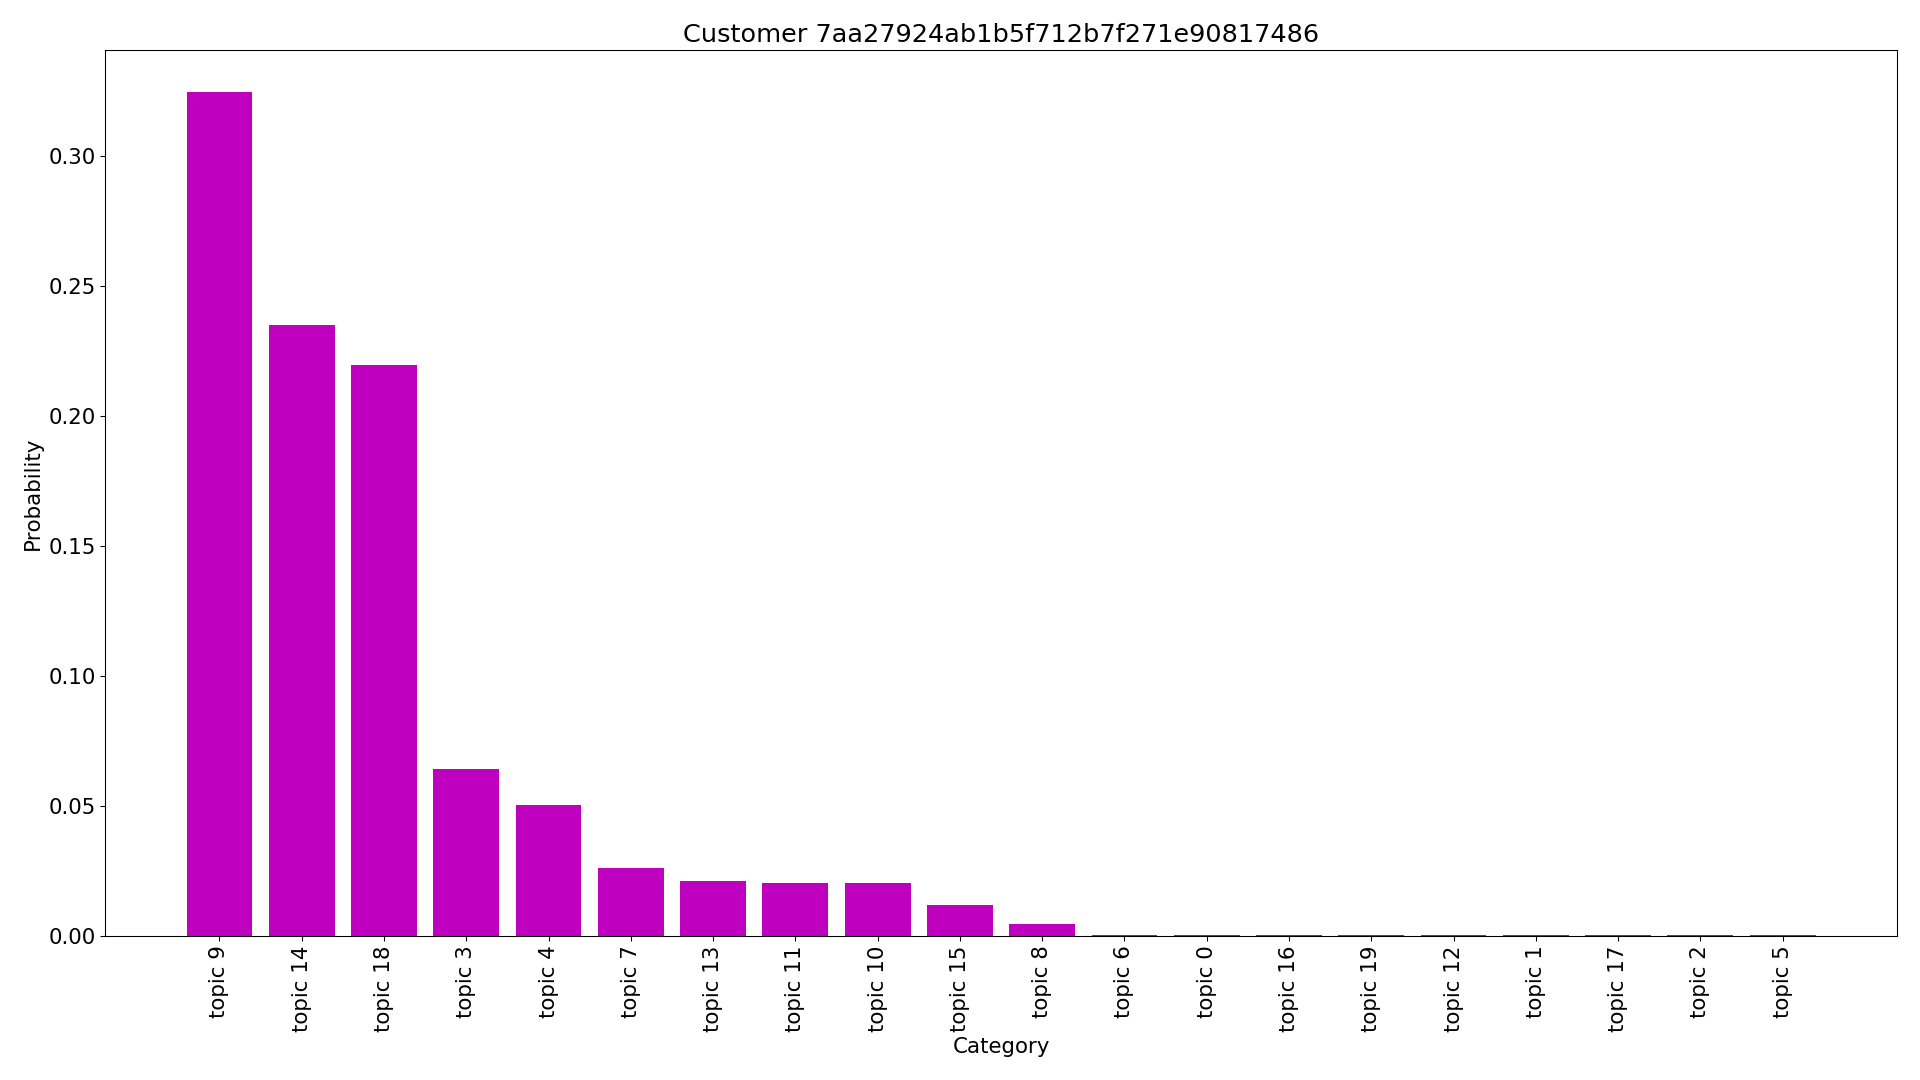 Customer 7aa27924ab1b5f712b7f271e90817486
Probability
0.30
0.25
0.20
0.15
0.10
0.05
0.00
topic 9
topic 14
topic 18
topic 3
topic 4
topic 7
topic 13
topic 11
topic 10
topic 15
topic 8
topic 6
topic 0
topic 16
topic 19
topic 12
topic 1
topic 17
topic 2
topic 5
Category